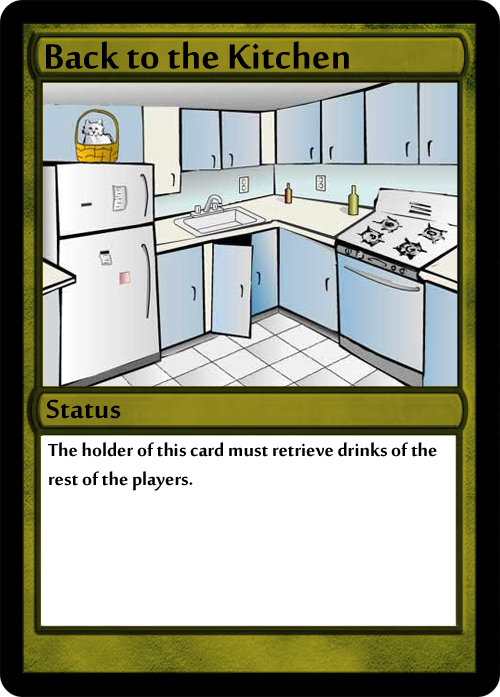 Back to the Kitchen
Status
The holder of this card must retrieve drinks of the
rest of the players.